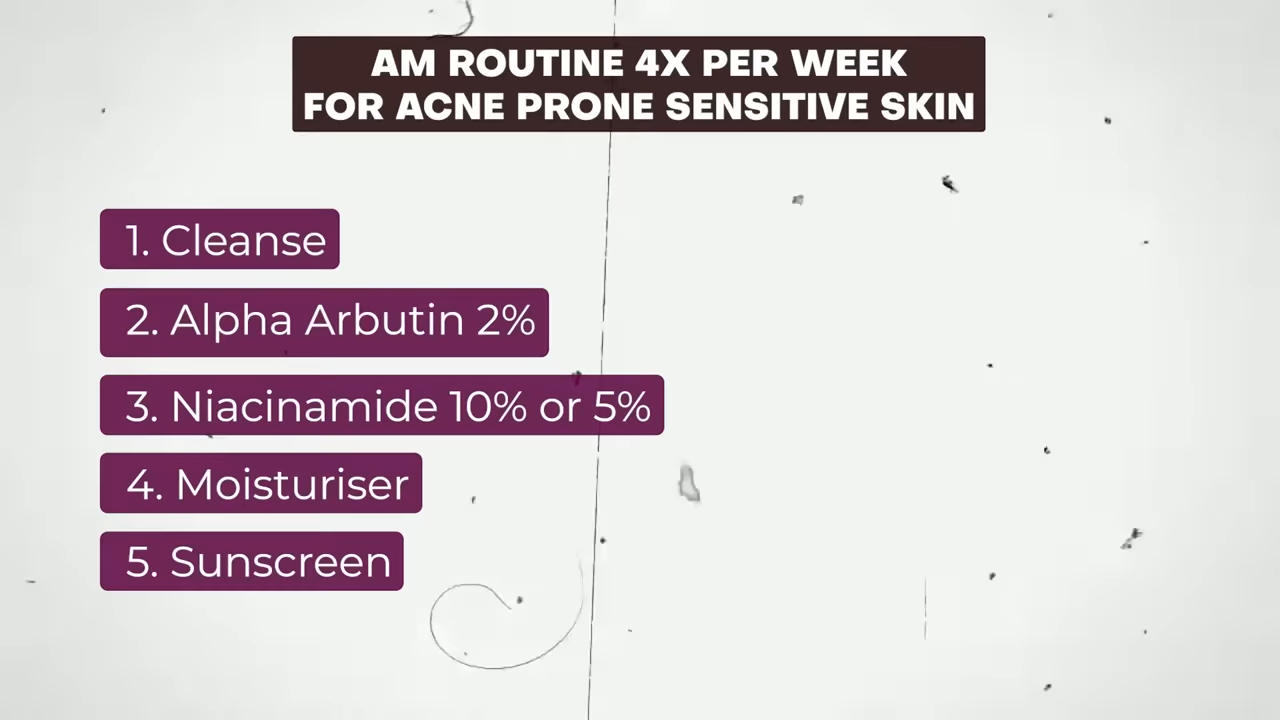 AM ROUTINE 4X PER WEEK
FOR ACNE PRONE SENSITIVE SKIN
1. Cleanse
2. Alpha Arbutin 2%
3. Niacinamide 10% or 5%
4. Moisturiser
5. Sunscreen